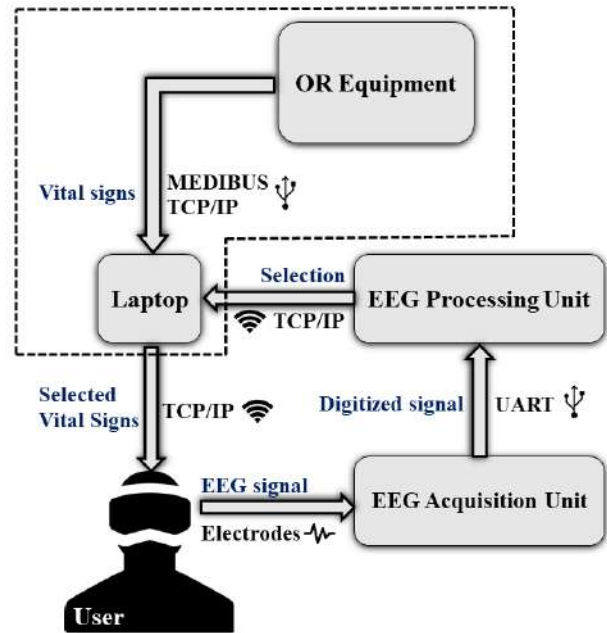 OR Equipment
Vital signs
MEDIBUS
TCP/IP
Laptop
Selection
TCP/IP
EEG Processing Unit
Selected
Vital Signs
TCP/IP
Digitized signal
UART
EEG signal
Electrodes
EEG Acquisition Unit
User